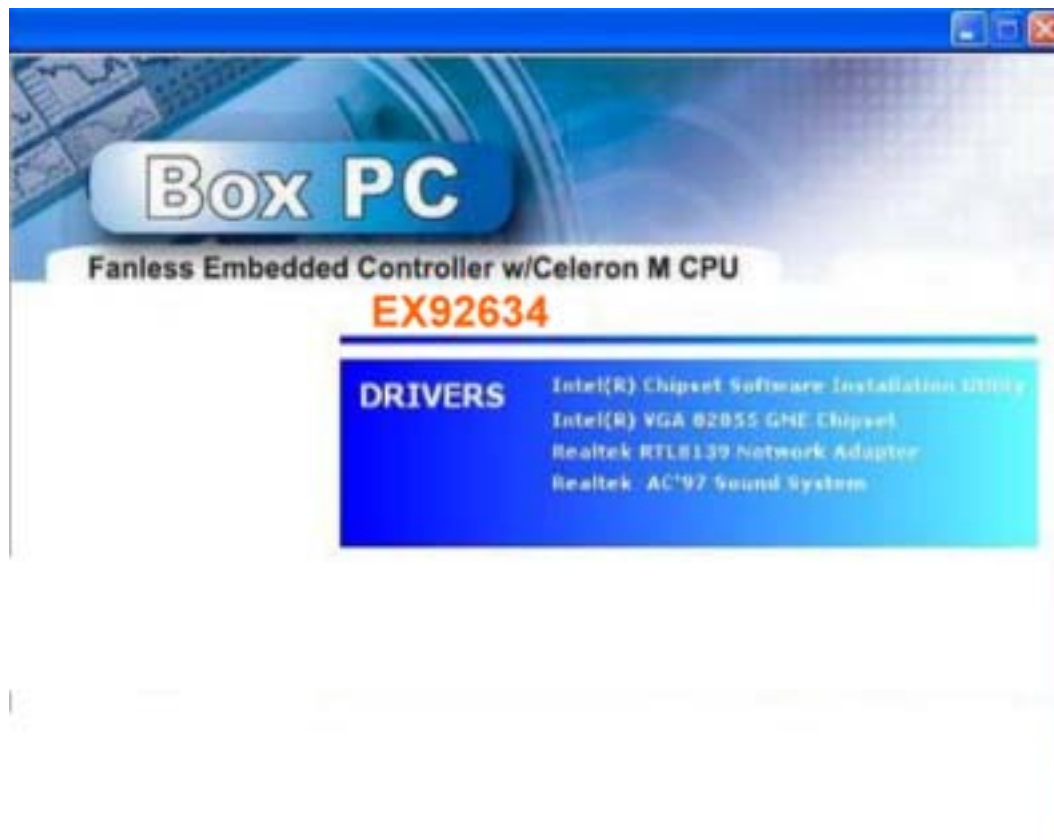 Box PC
Fanless Embedded Controller w/Celeron M CPU
EX92634
DRIVERS
Intel(R) Chipset Software Installation Utility
Intel(R) VGA 82855 GME Chipset
Realtek RTL8139 Network Adapter
Realtek AC'97 Sound System